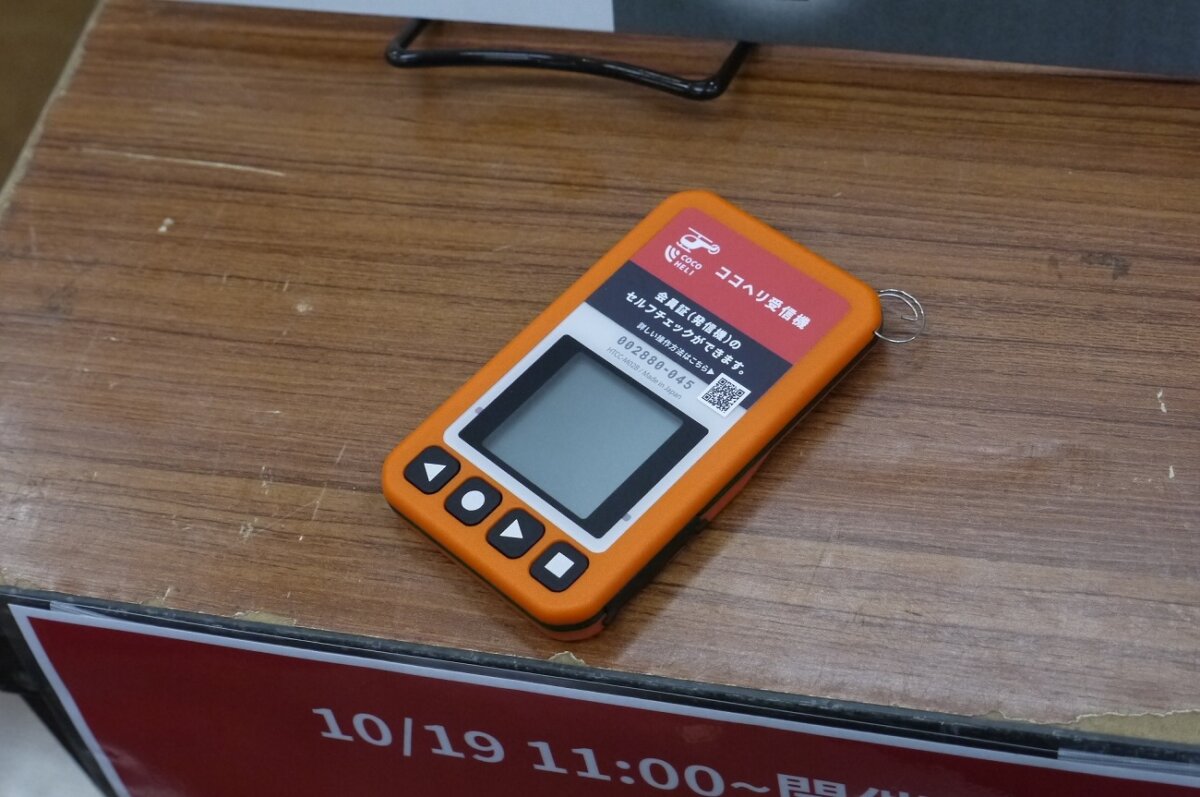 COCO
HELI
ココヘリ受信機
会員証(発信機)の
セルフチェックができます。
詳しい操作方法はこちら▶
002880-045
Made in Japan
10/19 11:00~開催